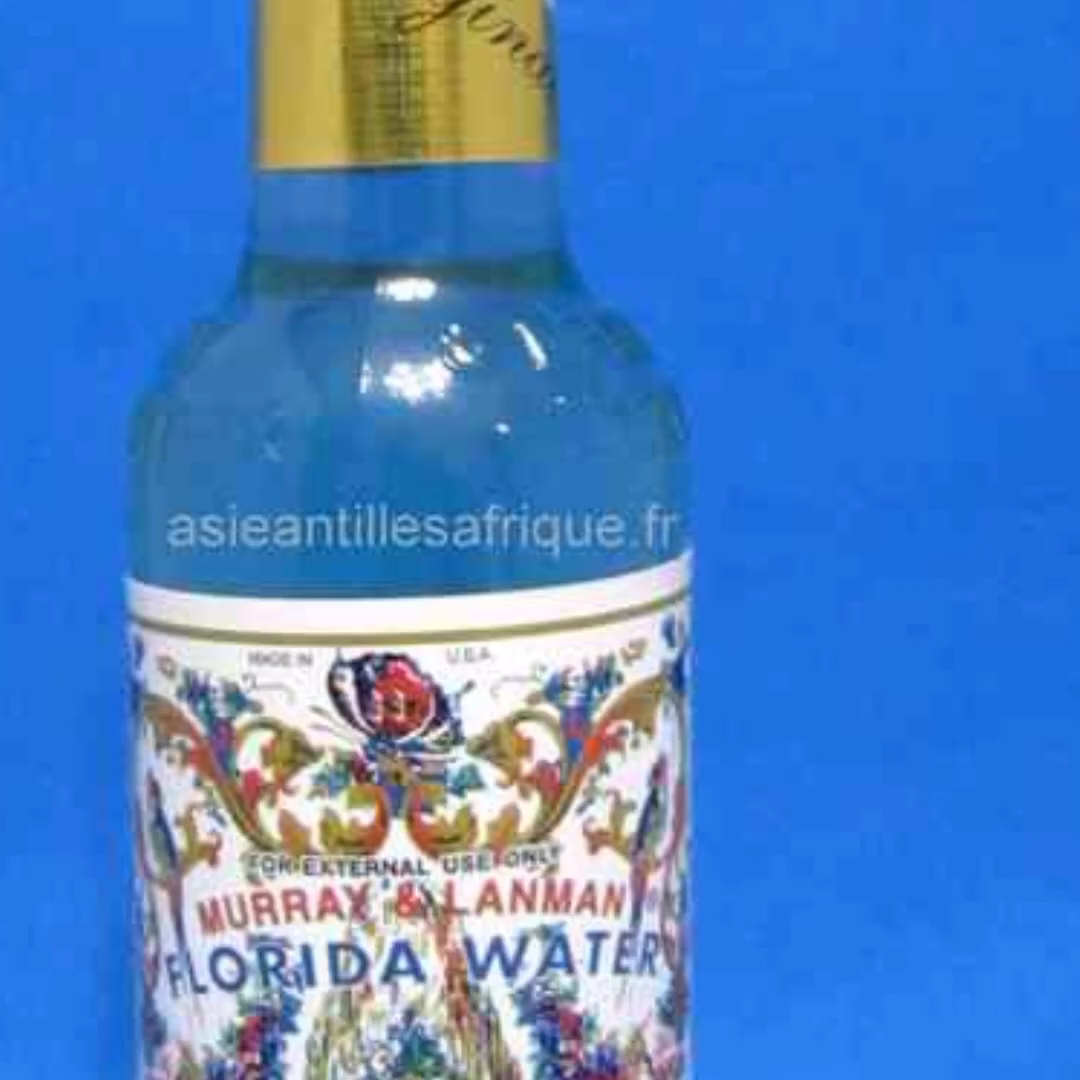 asieantillesafrique.fr
MADE IN U.S.A.
FOR EXTERNAL USE ONLY
MURRAY & LANMAN
FLORIDA WATER